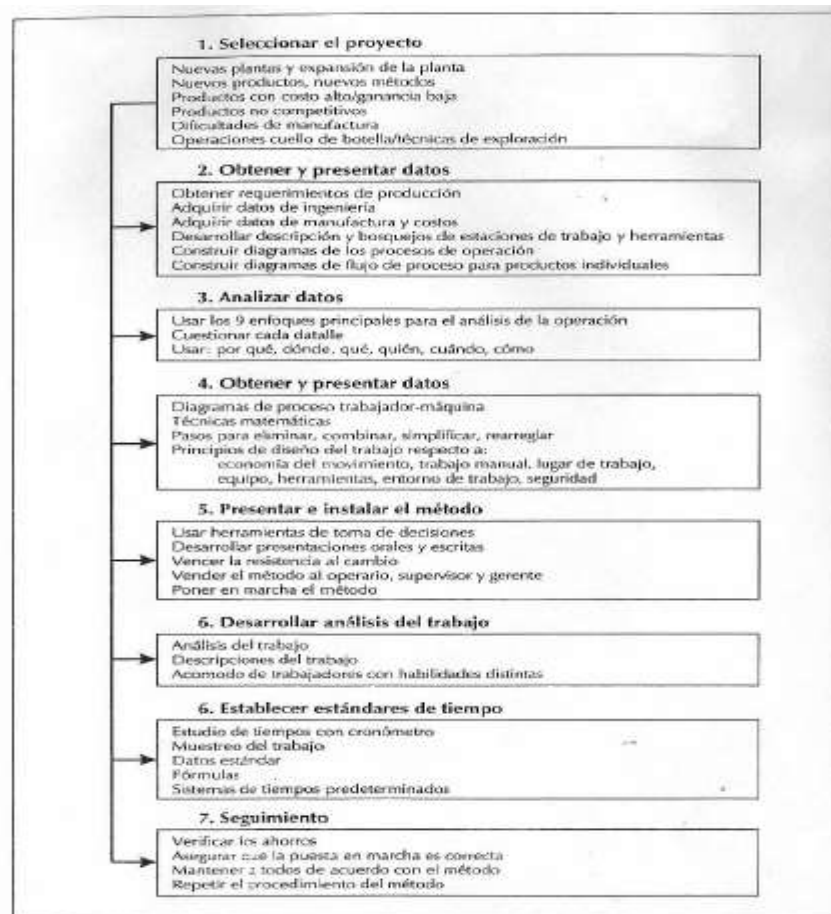 1. Seleccionar el proyecto
Nuevas plantas y expansión de la planta
Nuevos productos, nuevos métodos
Productos con costo alto/ganancia baja
Productos no competitivos
Dificultades de manufactura
Operaciones cuello de botella/técnicas de exploración
2. Obtener y presentar datos
Obtener requerimientos de producción
Adquirir datos de ingeniería
Adquirir datos de manufactura y costos
Desarrollar descripción y bosquejos de estaciones de trabajo y herramientas
Construir diagramas de los procesos de operación
Construir diagramas de flujo de proceso para productos individuales
3. Analizar datos
Usar los 9 enfoques principales para el análisis de la operación
Cuestionar cada datalle
Usar: por qué, dónde, qué, quién, cuándo, cómo
4. Obtener y presentar datos
Diagramas de proceso trabajador-máquina
Técnicas matemáticas
Pasos para eliminar, combinar, simplificar, rearreglar
Principios de diseño del trabajo respecto a:
economía del movimiento, trabajo manual, lugar de trabajo,
equipo, herramientas, entorno de trabajo, seguridad
5. Presentar e instalar el método
Usar herramientas de toma de decisiones
Desarrollar presentaciones orales y escritas
Vencer la resistencia al cambio
Vender el método al operario, supervisor y gerente
Poner en marcha el método
6. Desarrollar análisis del trabajo
Análisis del trabajo
Descripciones del trabajo
Acomodo de trabajadores con habilidades distintas
6. Establecer estándares de tiempo
Estudio de tiempos con cronómetro
Muestreo del trabajo
Datos estándar
Fórmulas
Sistemas de tiempos predeterminados
7. Seguimiento
Verificar los ahorros
Asegurar que la puesta en marcha es correcta
Mantener a todos de acuerdo con el método
Repetir el procedimiento del método